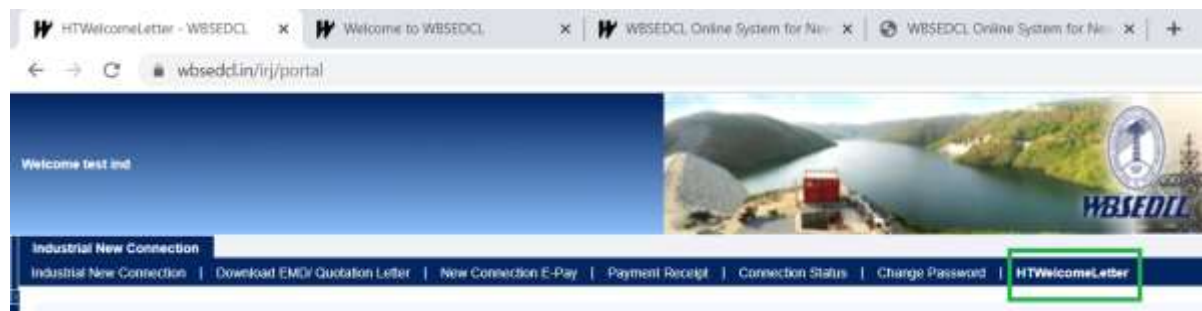 HTWelcomeLetter - WBSEDCL
Welcome to WBSEDCL
WBSEDCL Online System for Ne
WBSEDCL Online System for Ne
wbsedcl.in/irj/portal
Welcome test ind
WBSEDCL
Industrial New Connection
Industrial New Connection | Download EMD/ Quotation Letter | New Connection E-Pay | Payment Receipt | Connection Status | Change Password | HTWelcomeLetter